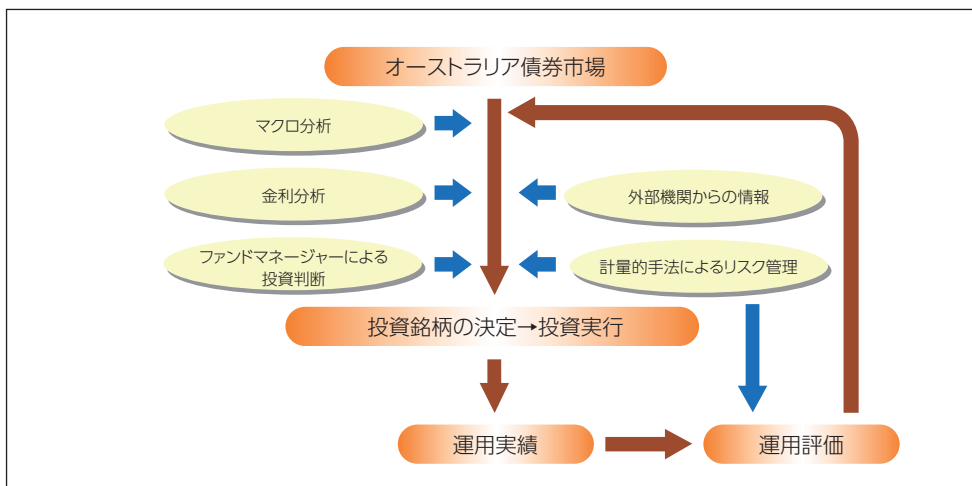 オーストラリア債券市場
マクロ分析
金利分析
外部機関からの情報
ファンドマネージャーによる
投資判断
計量的手法によるリスク管理
投資銘柄の決定→投資実行
運用実績
運用評価